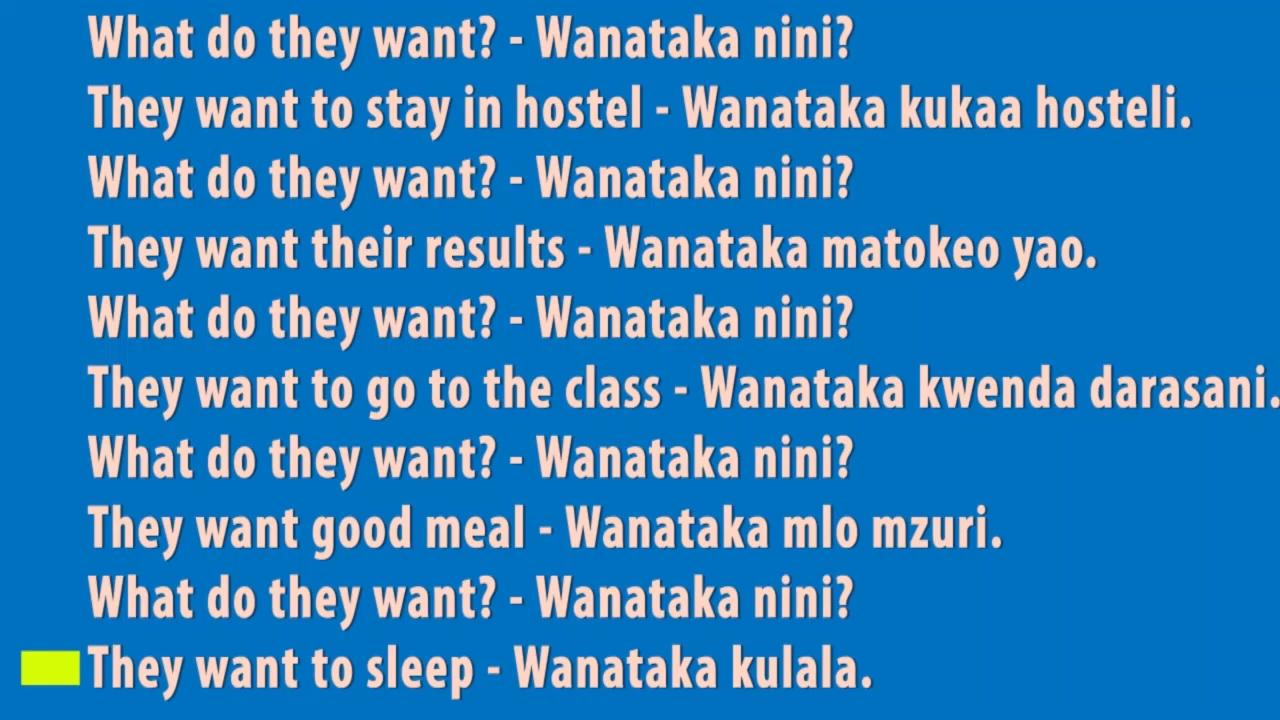 What do they want? - Wanataka nini?
They want to stay in hostel - Wanataka kukaa hosteli.
What do they want? - Wanataka nini?
They want their results - Wanataka matokeo yao.
What do they want? - Wanataka nini?
They want to go to the class - Wanataka kwenda darasani.
What do they want? - Wanataka nini?
They want good meal - Wanataka mlo mzuri.
What do they want? - Wanataka nini?
They want to sleep - Wanataka kulala.